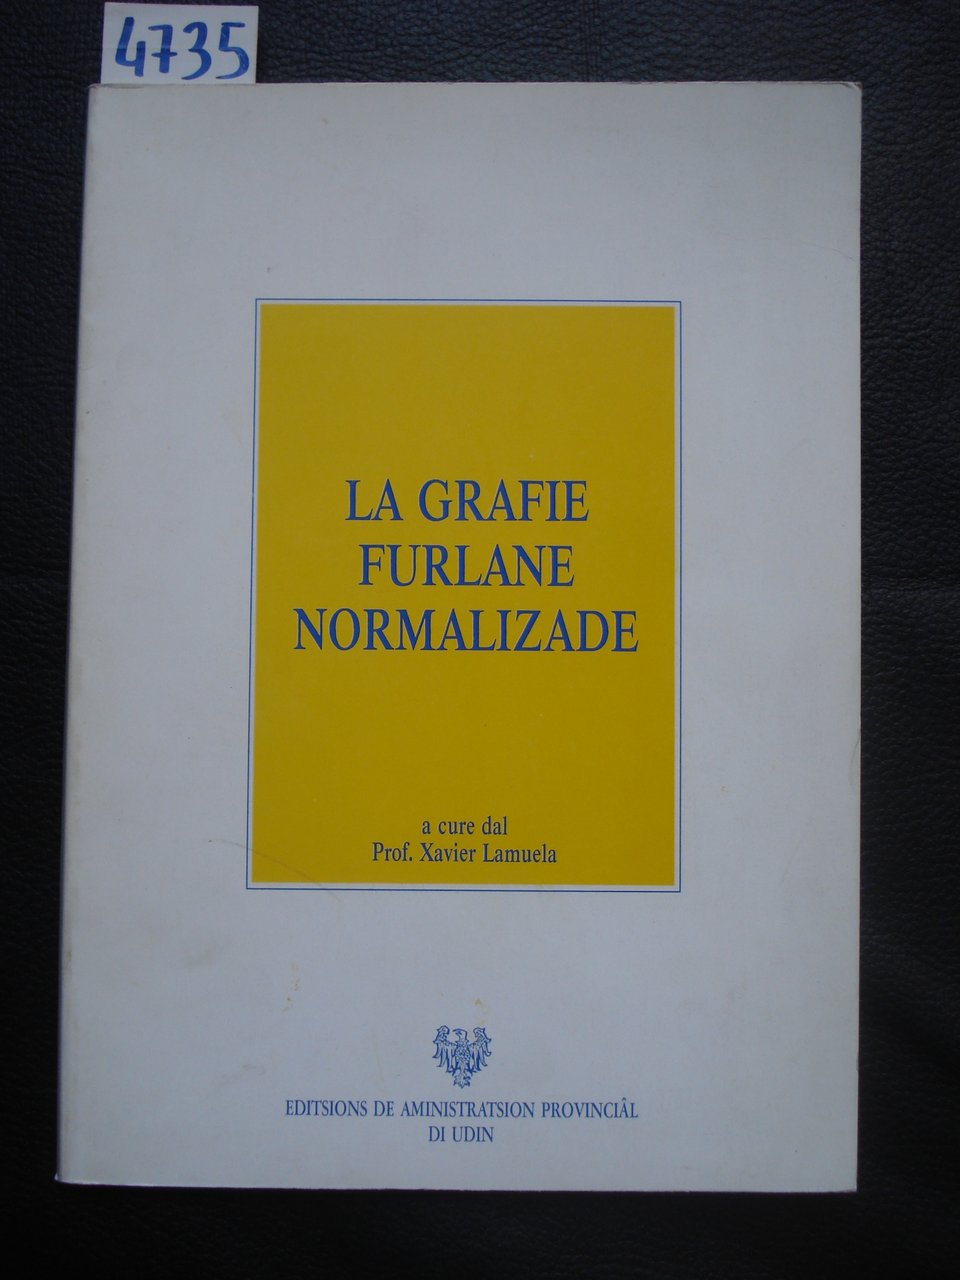 4735
LA GRAFIE
FURLANE
NORMALIZADE
a cure dal
Prof. Xavier Lamuela
EDITSIONS DE AMINISTRATSION PROVINCIÂL
DI UDIN